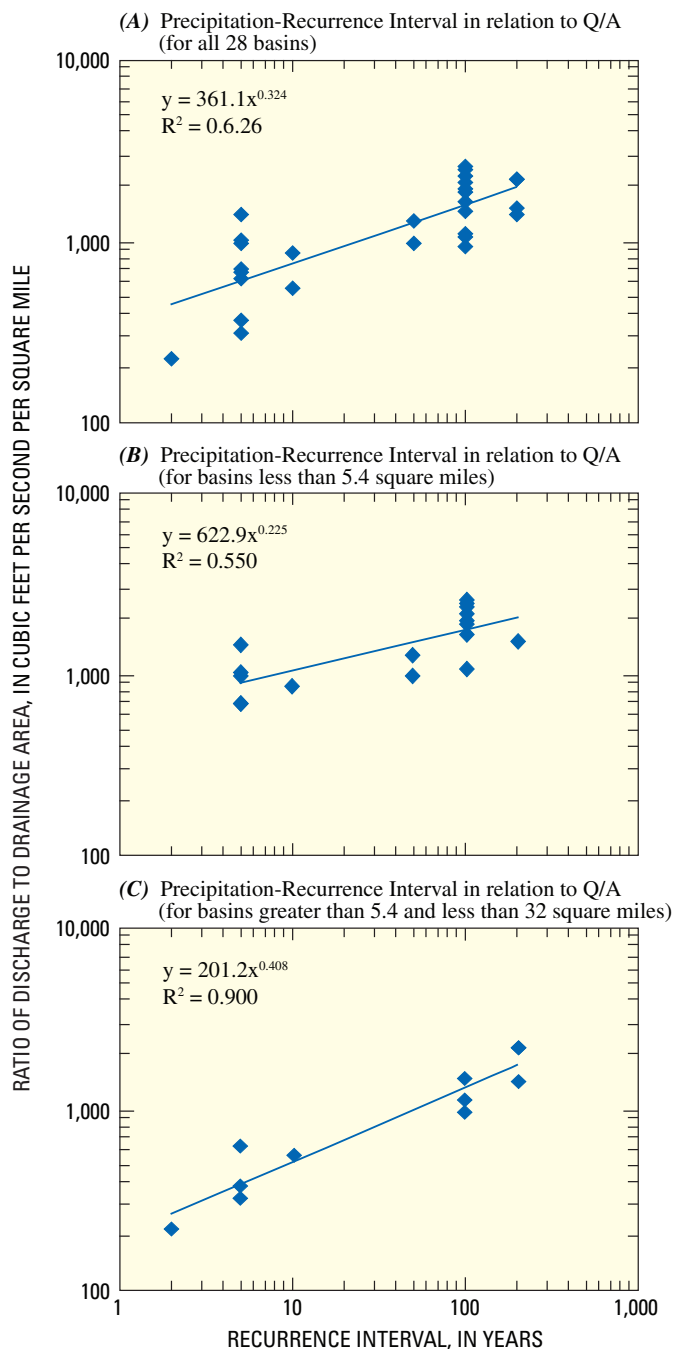 (A) Precipitation-Recurrence Interval in relation to Q/A
(for all 28 basins)
10,000
y = 361.1x^0.324
R² = 0.6.26
1,000
100
(B) Precipitation-Recurrence Interval in relation to Q/A
(for basins less than 5.4 square miles)
10,000
y = 622.9x^0.225
R² = 0.550
1,000
100
(C) Precipitation-Recurrence Interval in relation to Q/A
(for basins greater than 5.4 and less than 32 square miles)
10,000
y = 201.2x^0.408
R² = 0.900
1,000
100
1 10 100 1,000
RECURRENCE INTERVAL, IN YEARS
RATIO OF DISCHARGE TO DRAINAGE AREA, IN CUBIC FEET PER SECOND PER SQUARE MILE